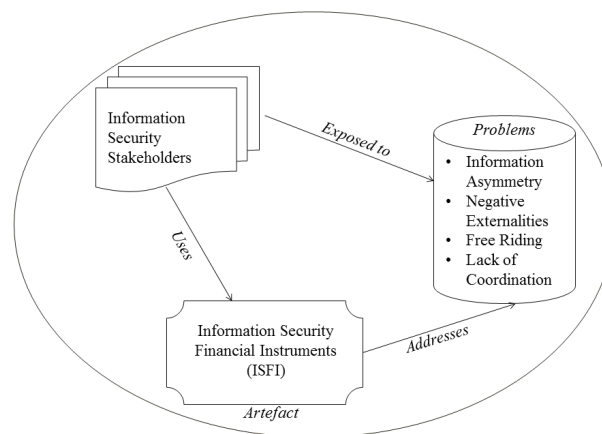 Information
Security
Stakeholders
Exposed to
Problems
• Information
Asymmetry
• Negative
Externalities
• Free Riding
• Lack of
Coordination
Uses
Information Security
Financial Instruments
(ISFI)
Addresses
Artefact